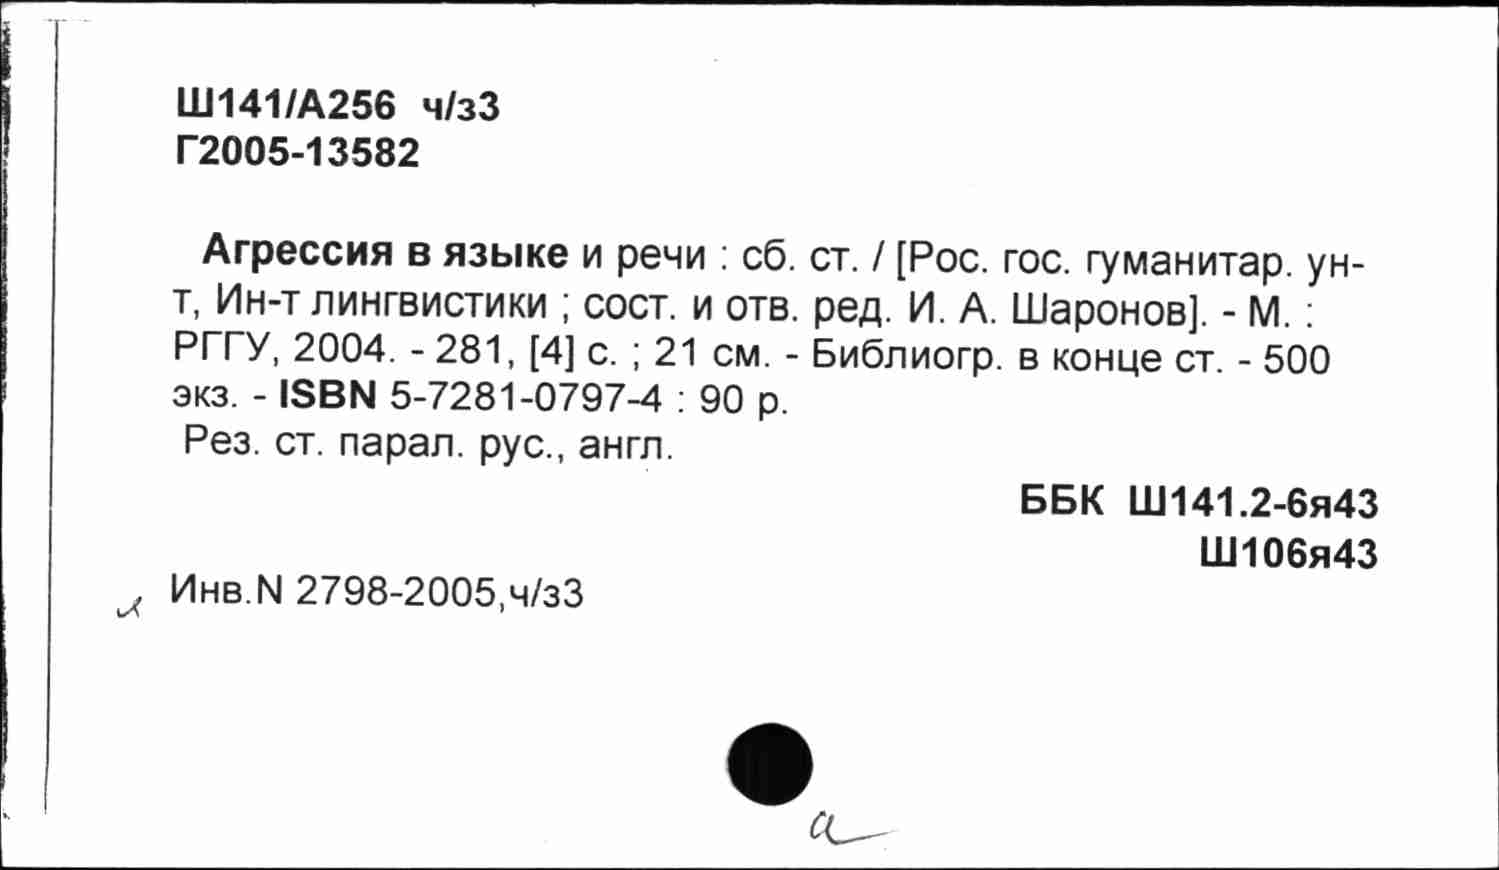 Ш141/А256 ч/з3
Г2005-13582
Агрессия в языке и речи : сб. ст. / [Рос. гос. гуманитар. ун-
т, Ин-т лингвистики ; сост. и отв. ред. И. А. Шаронов]. - М. :
РГГУ, 2004. - 281, [4] с. ; 21 см. - Библиогр. в конце ст. - 500
экз. - ISBN 5-7281-0797-4 : 90 р.
Рез. ст. парал. рус., англ.
ББК Ш141.2-6я43
Ш106я43
Инв.N 2798-2005,ч/з3
а